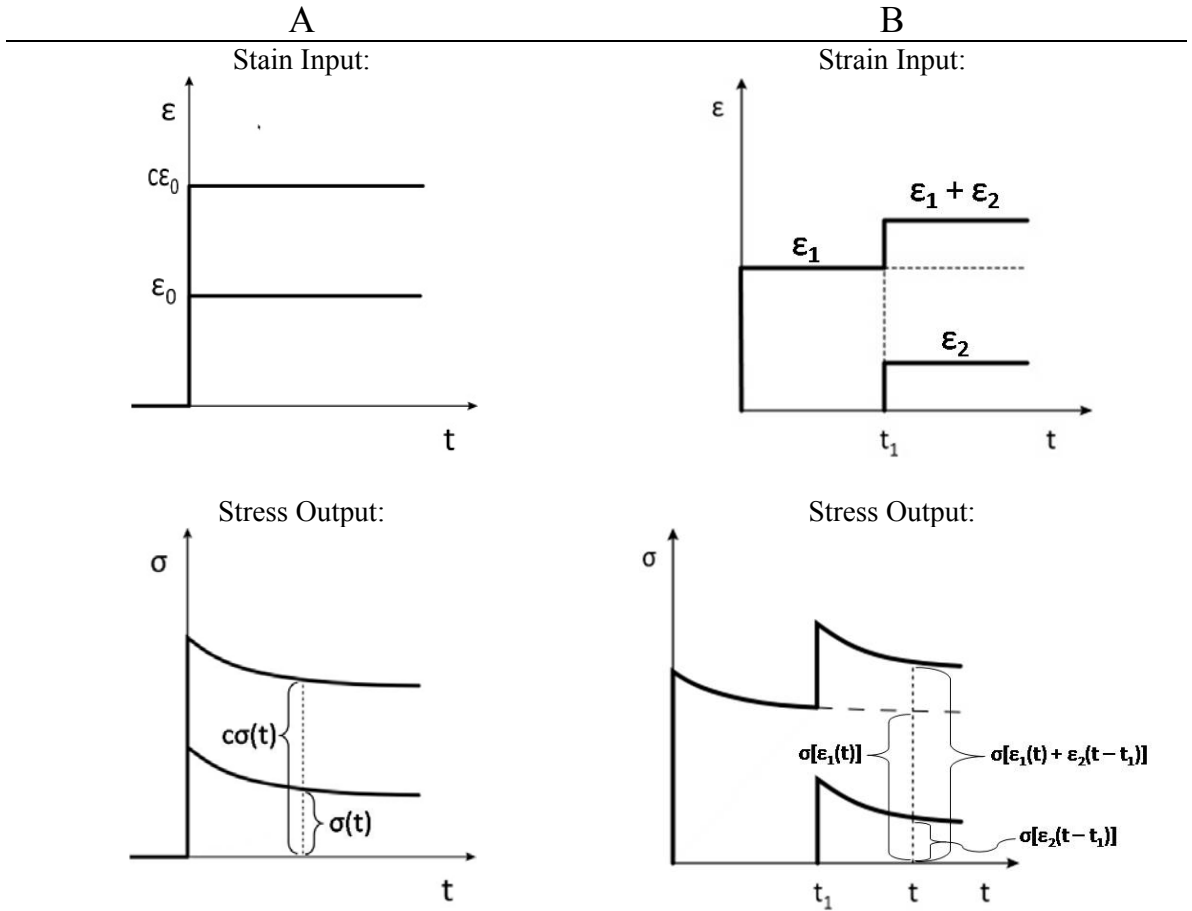 A
B
Stain Input:
Strain Input:
ε
cε₀
ε₀
t
ε
ε₁ + ε₂
ε₁
ε₂
t₁
t
Stress Output:
Stress Output:
σ
cσ(t)
σ(t)
t
σ
σ[ε₁(t)]
σ[ε₁(t) + ε₂(t − t₁)]
σ[ε₂(t − t₁)]
t₁
t
t